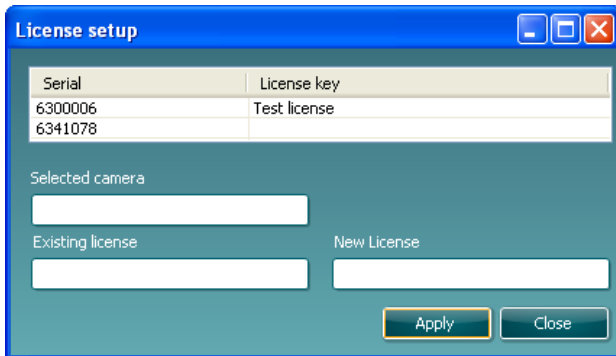 License setup
Serial License key
6300006 Test license
6341078
Selected camera
Existing license New License
Apply Close